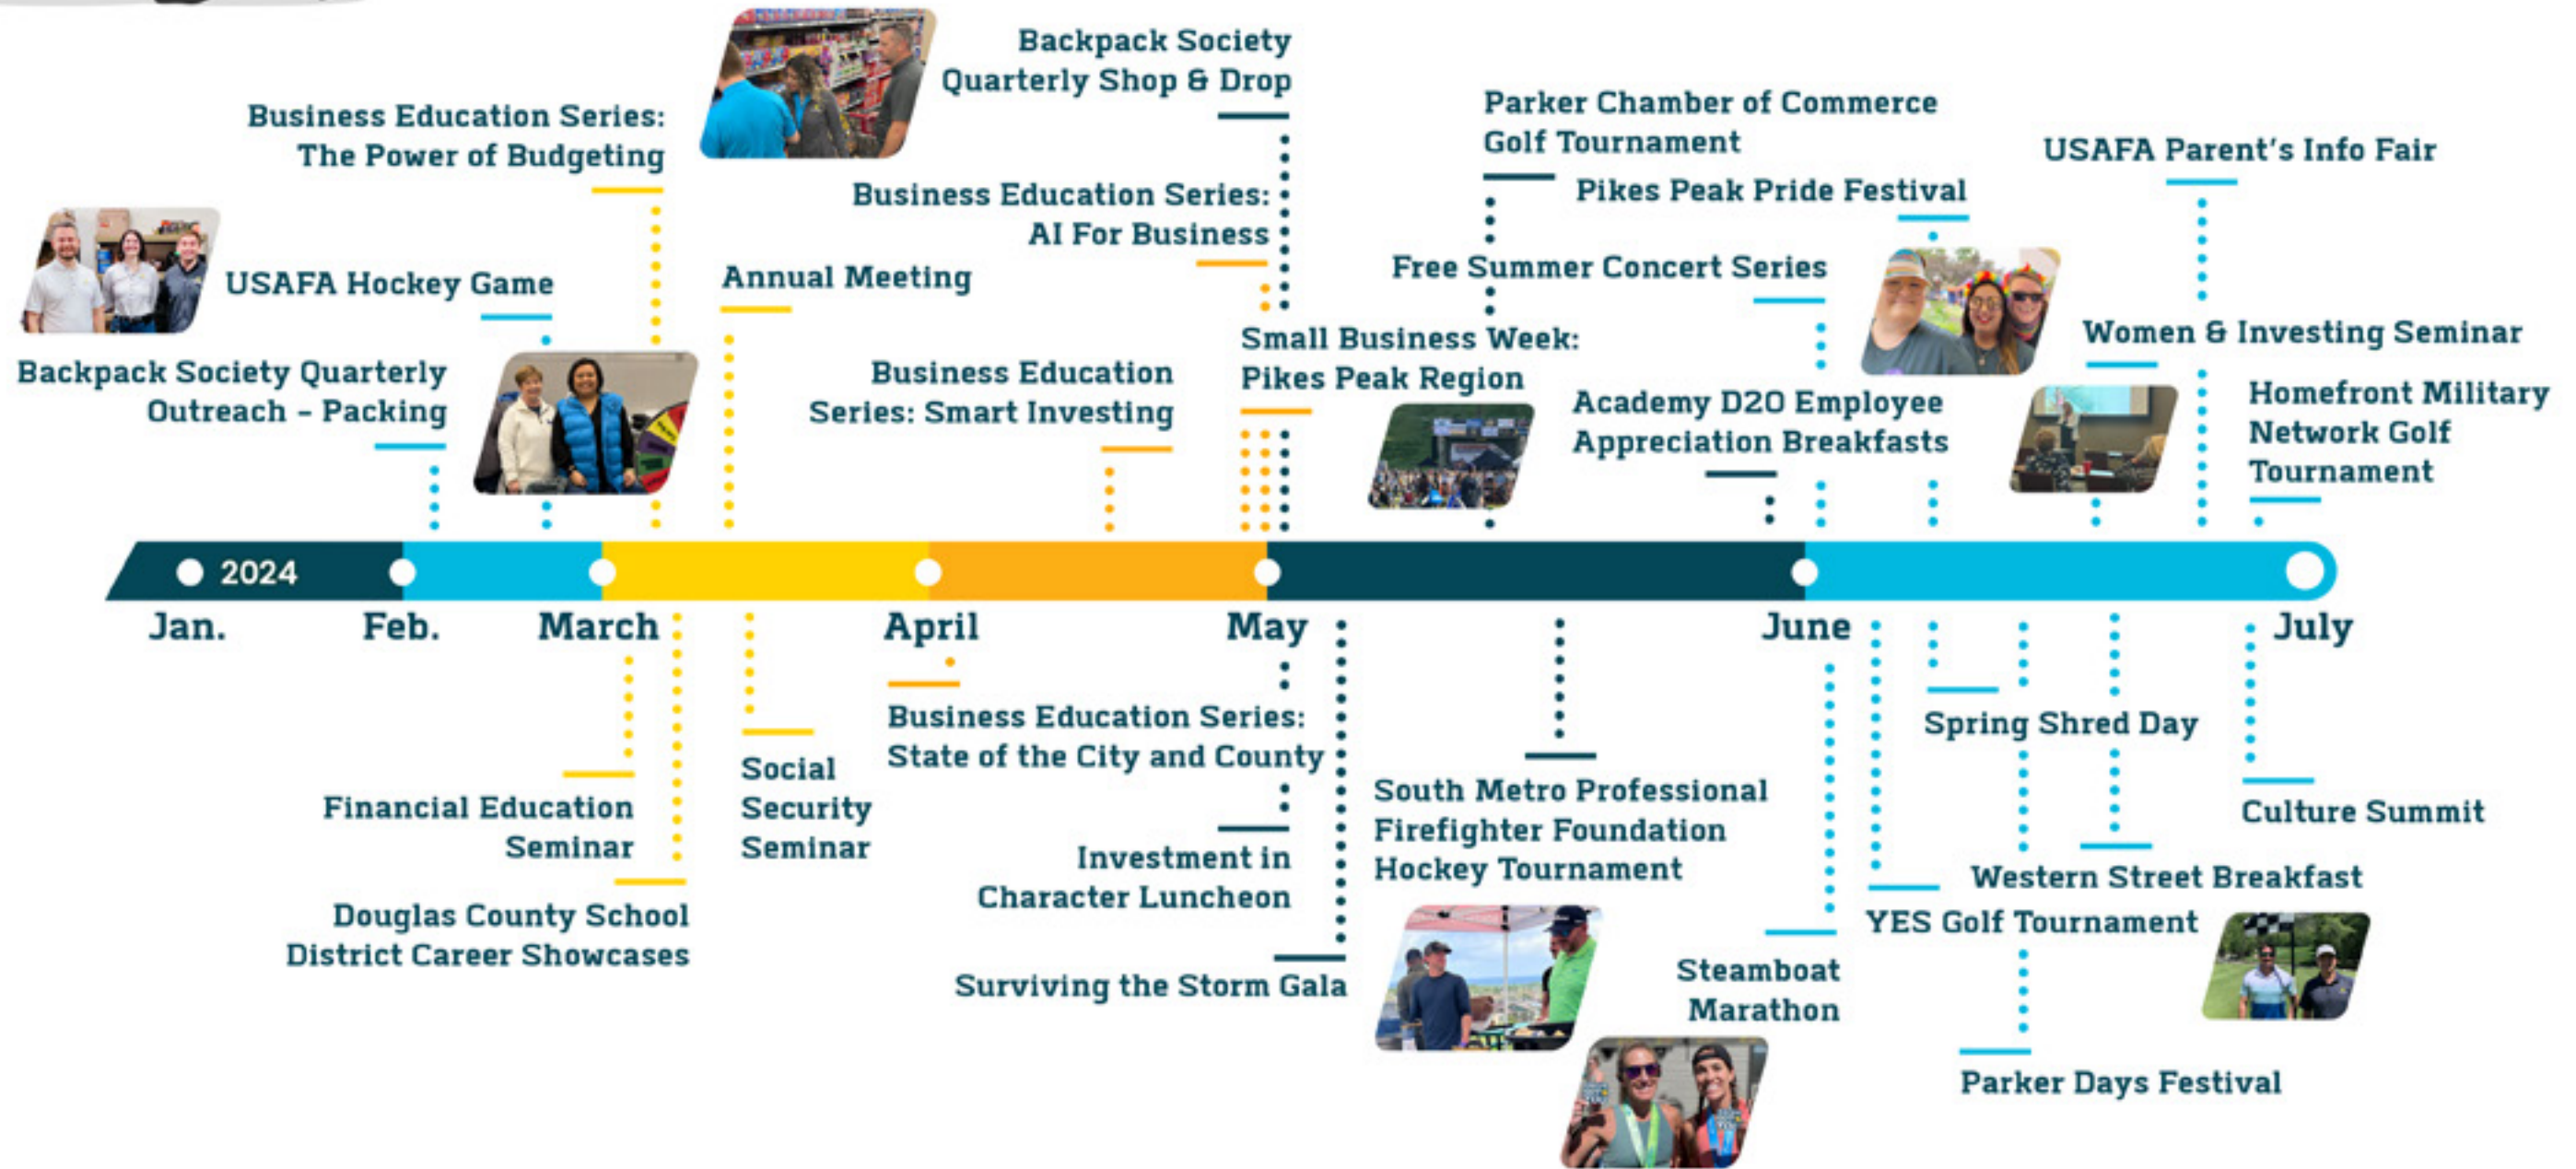 Backpack Society
Quarterly Shop & Drop
Business Education Series:
The Power of Budgeting
Parker Chamber of Commerce
Golf Tournament
USAFA Parent's Info Fair
Pikes Peak Pride Festival
Business Education Series:
AI For Business
USAFA Hockey Game
Annual Meeting
Free Summer Concert Series
Small Business Week:
Pikes Peak Region
Women & Investing Seminar
Backpack Society Quarterly
Outreach - Packing
Business Education
Series: Smart Investing
Academy D20 Employee
Appreciation Breakfasts
Homefront Military
Network Golf
Tournament
2024
Jan.
Feb.
March
April
May
June
July
Business Education Series:
State of the City and County
Spring Shred Day
Social
Security
Seminar
Financial Education
Seminar
South Metro Professional
Firefighter Foundation
Hockey Tournament
Culture Summit
Investment in
Character Luncheon
Western Street Breakfast
Douglas County School
District Career Showcases
YES Golf Tournament
Surviving the Storm Gala
Steamboat
Marathon
Parker Days Festival